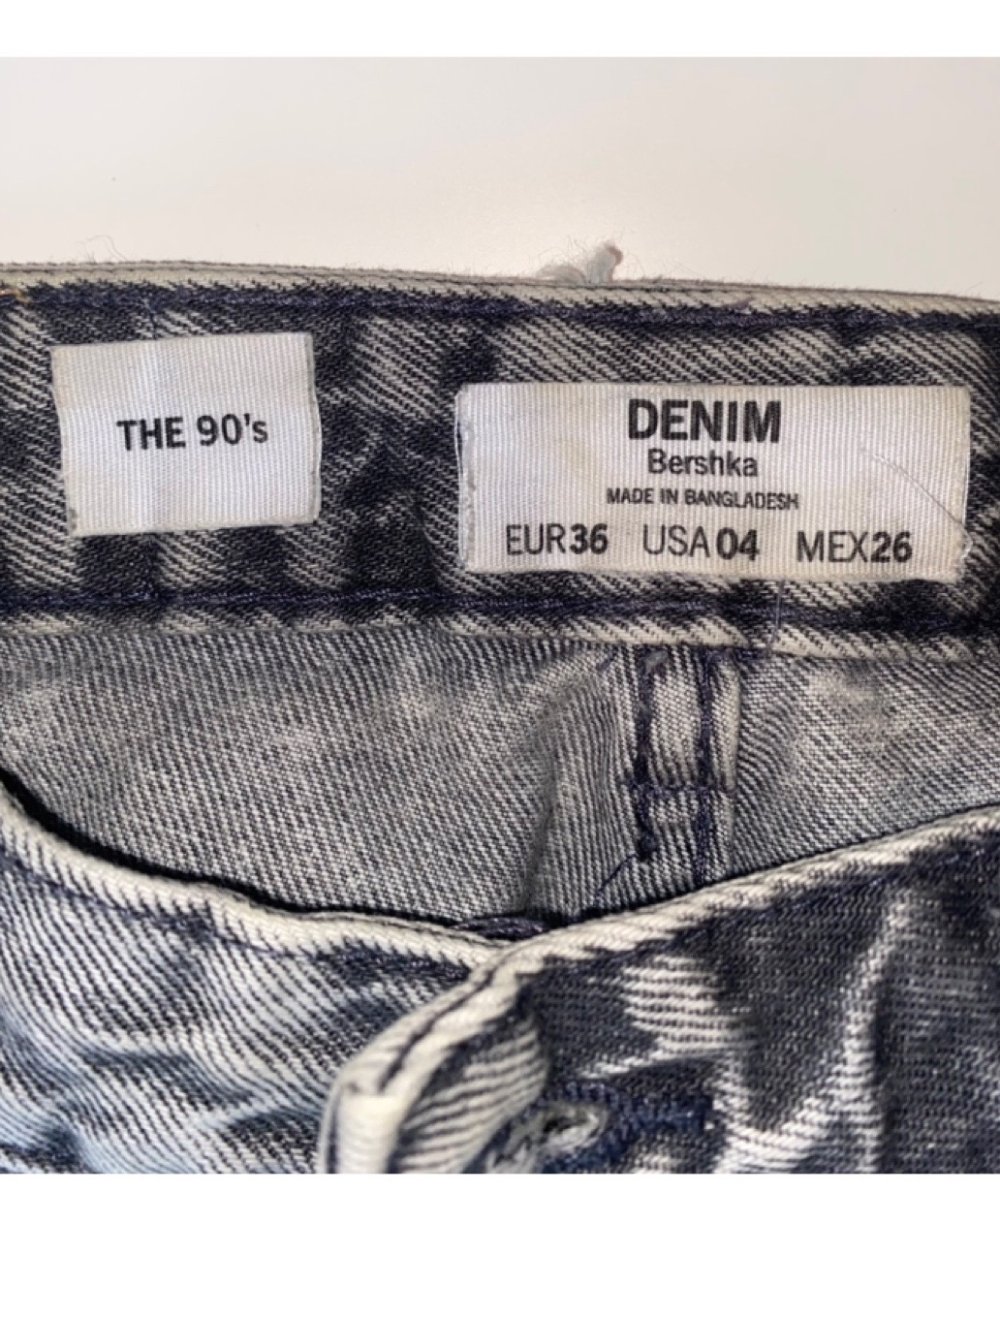 THE 90's
DENIM
Bershka
MADE IN BANGLADESH
EUR36 USA04 MEX26